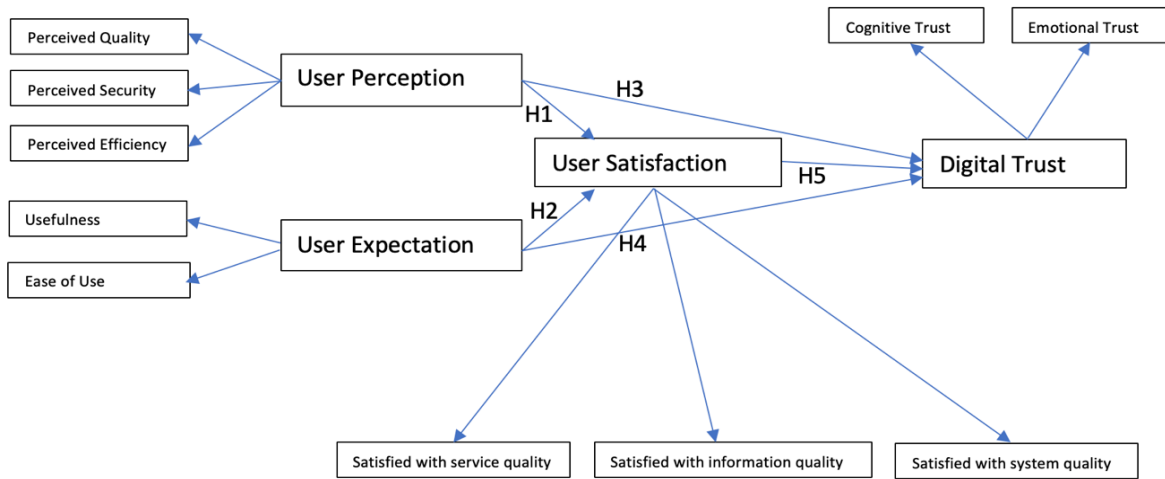 Perceived Quality
Perceived Security
Perceived Efficiency
Usefulness
Ease of Use
User Perception
User Expectation
H1
H2
H3
User Satisfaction
H5
H4
Cognitive Trust
Emotional Trust
Digital Trust
Satisfied with service quality
Satisfied with information quality
Satisfied with system quality